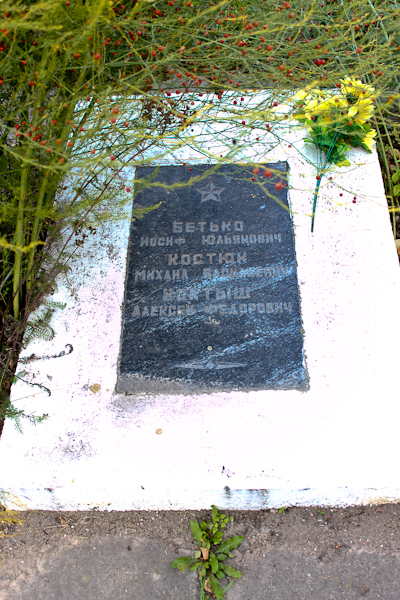 БЕТЬКО
ИОСИФ ЮЛЬЯНОВИЧ
КОСТЮК
МИХАИЛ
АЛЕКСЕЙ ФЕДОРОВИЧ